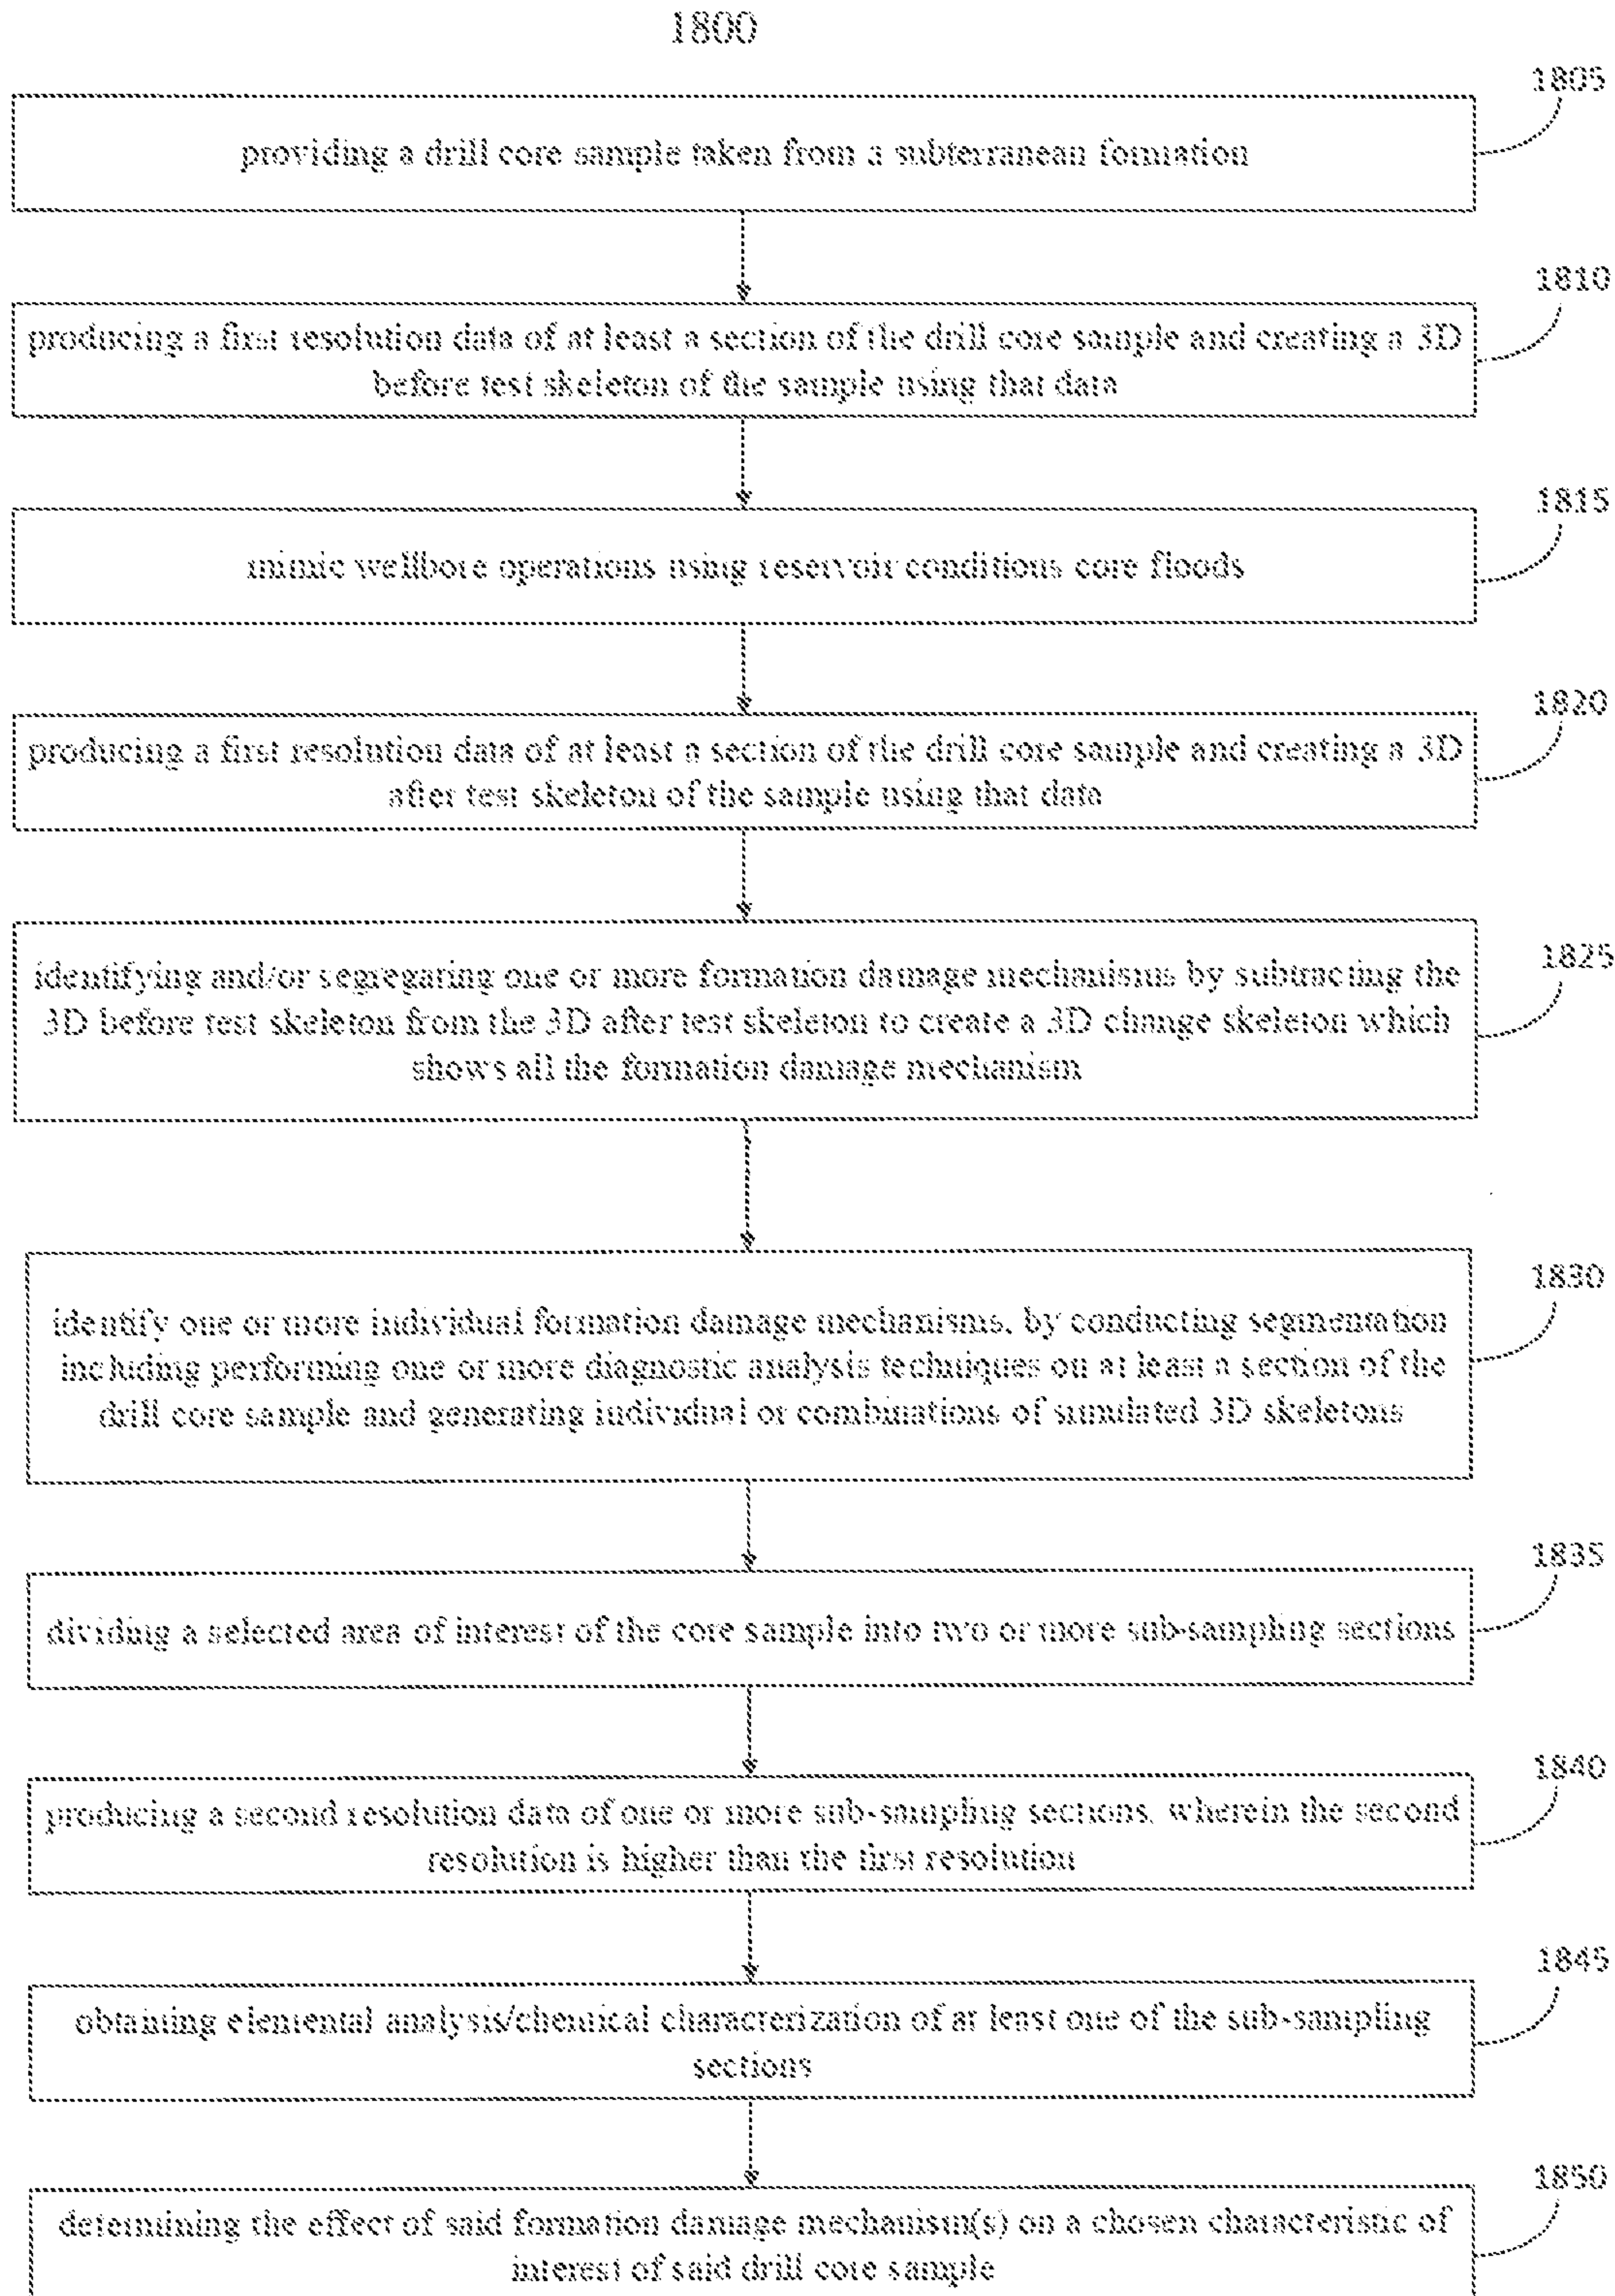 1800
1805
providing a drill core sample taken from a subterranean formation
1810
producing a first resolution data of at least a section of the drill core sample and creating a 3D
before test skeleton of the sample using that data
1815
mimic wellbore operations using reservoir conditions core floods
1820
producing a first resolution data of at least a section of the drill core sample and creating a 3D
after test skeleton of the sample using that data
1825
identifying and/or segregating one or more formation damage mechanisms by subtracting the
3D before test skeleton from the 3D after test skeleton to create a 3D change skeleton which
shows all the formation damage mechanism
1830
identify one or more individual formation damage mechanisms, by conducting segmentation
including performing one or more diagnostic analysis techniques on at least a section of the
drill core sample and generating individual or combinations of simulated 3D skeletons
1835
dividing a selected area of interest of the core sample into two or more sub-sampling sections
1840
producing a second resolution data of one or more sub-sampling sections, wherein the second
resolution is higher than the first resolution
1845
obtaining elemental analysis/chemical characterization of at least one of the sub-sampling
sections
1850
determining the effect of said formation damage mechanism(s) on a chosen characteristic of
interest of said drill core sample